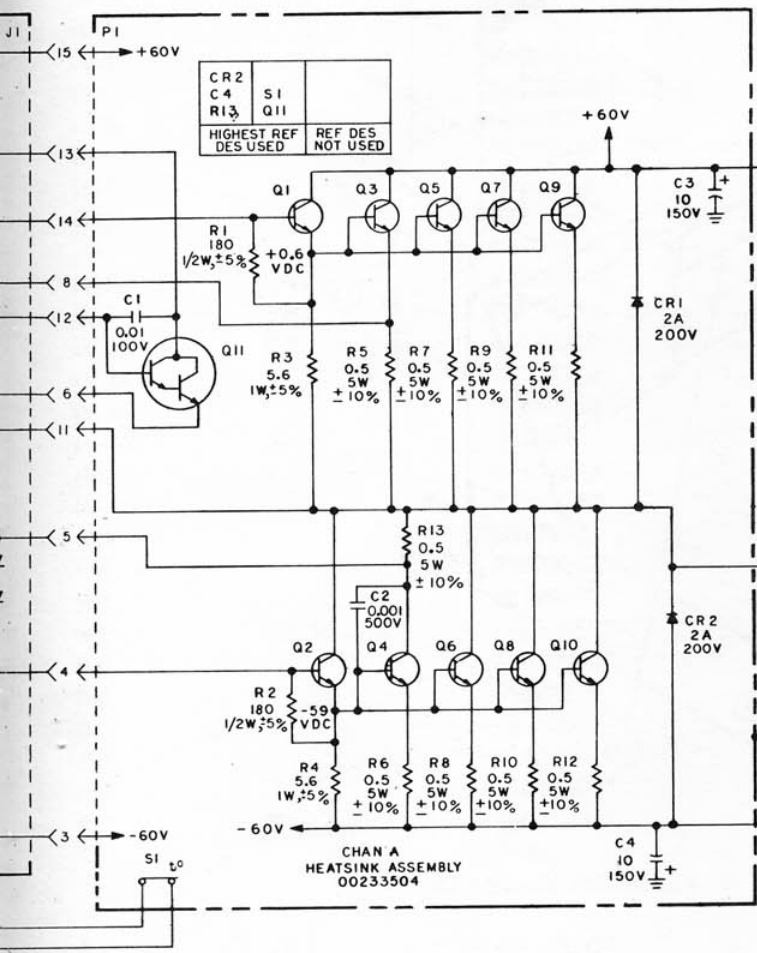 J1
P1
15
+60V
CR2
C4 S1
R13 Q11
HIGHEST REF DES USED
REF DES NOT USED
+60V
13
14
8
12
6
11
5
4
3
-60V
Q1
Q3
Q5
Q7
Q9
C3
10
150V
+
R1
180
1/2W,±5%
+0.6
VDC
C1
0.01
100V
Q11
CR1
2A
200V
R3
5.6
1W,±5%
R5
0.5
5W
±10%
R7
0.5
5W
±10%
R9
0.5
5W
±10%
R11
0.5
5W
±10%
R13
0.5
5W
±10%
C2
0.001
500V
CR2
2A
200V
Q2
Q4
Q6
Q8
Q10
R2
180
1/2W,±5%
-59
VDC
R4
5.6
1W,±5%
R6
0.5
5W
±10%
R8
0.5
5W
±10%
R10
0.5
5W
±10%
R12
0.5
5W
±10%
-60V
C4
10
150V
+
CHAN A
HEATSINK ASSEMBLY
00233504
S1
t°